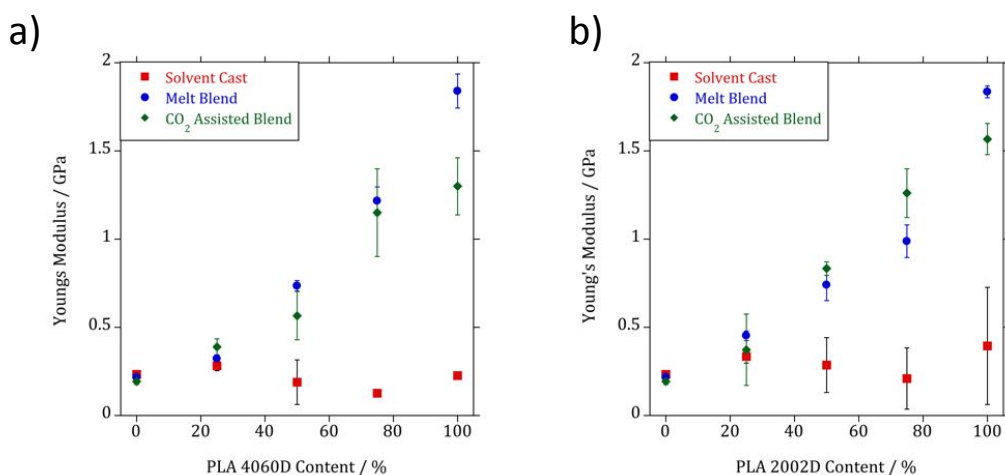 a)
2
1.5
1
0.5
0
Youngs Modulus / GPa
Solvent Cast
Melt Blend
CO₂ Assisted Blend
0 20 40 60 80 100
PLA 4060D Content / %
b)
2
1.5
1
0.5
0
Young's Modulus / GPa
Solvent Cast
Melt Blend
CO₂ Assisted Blend
0 20 40 60 80 100
PLA 2002D Content / %